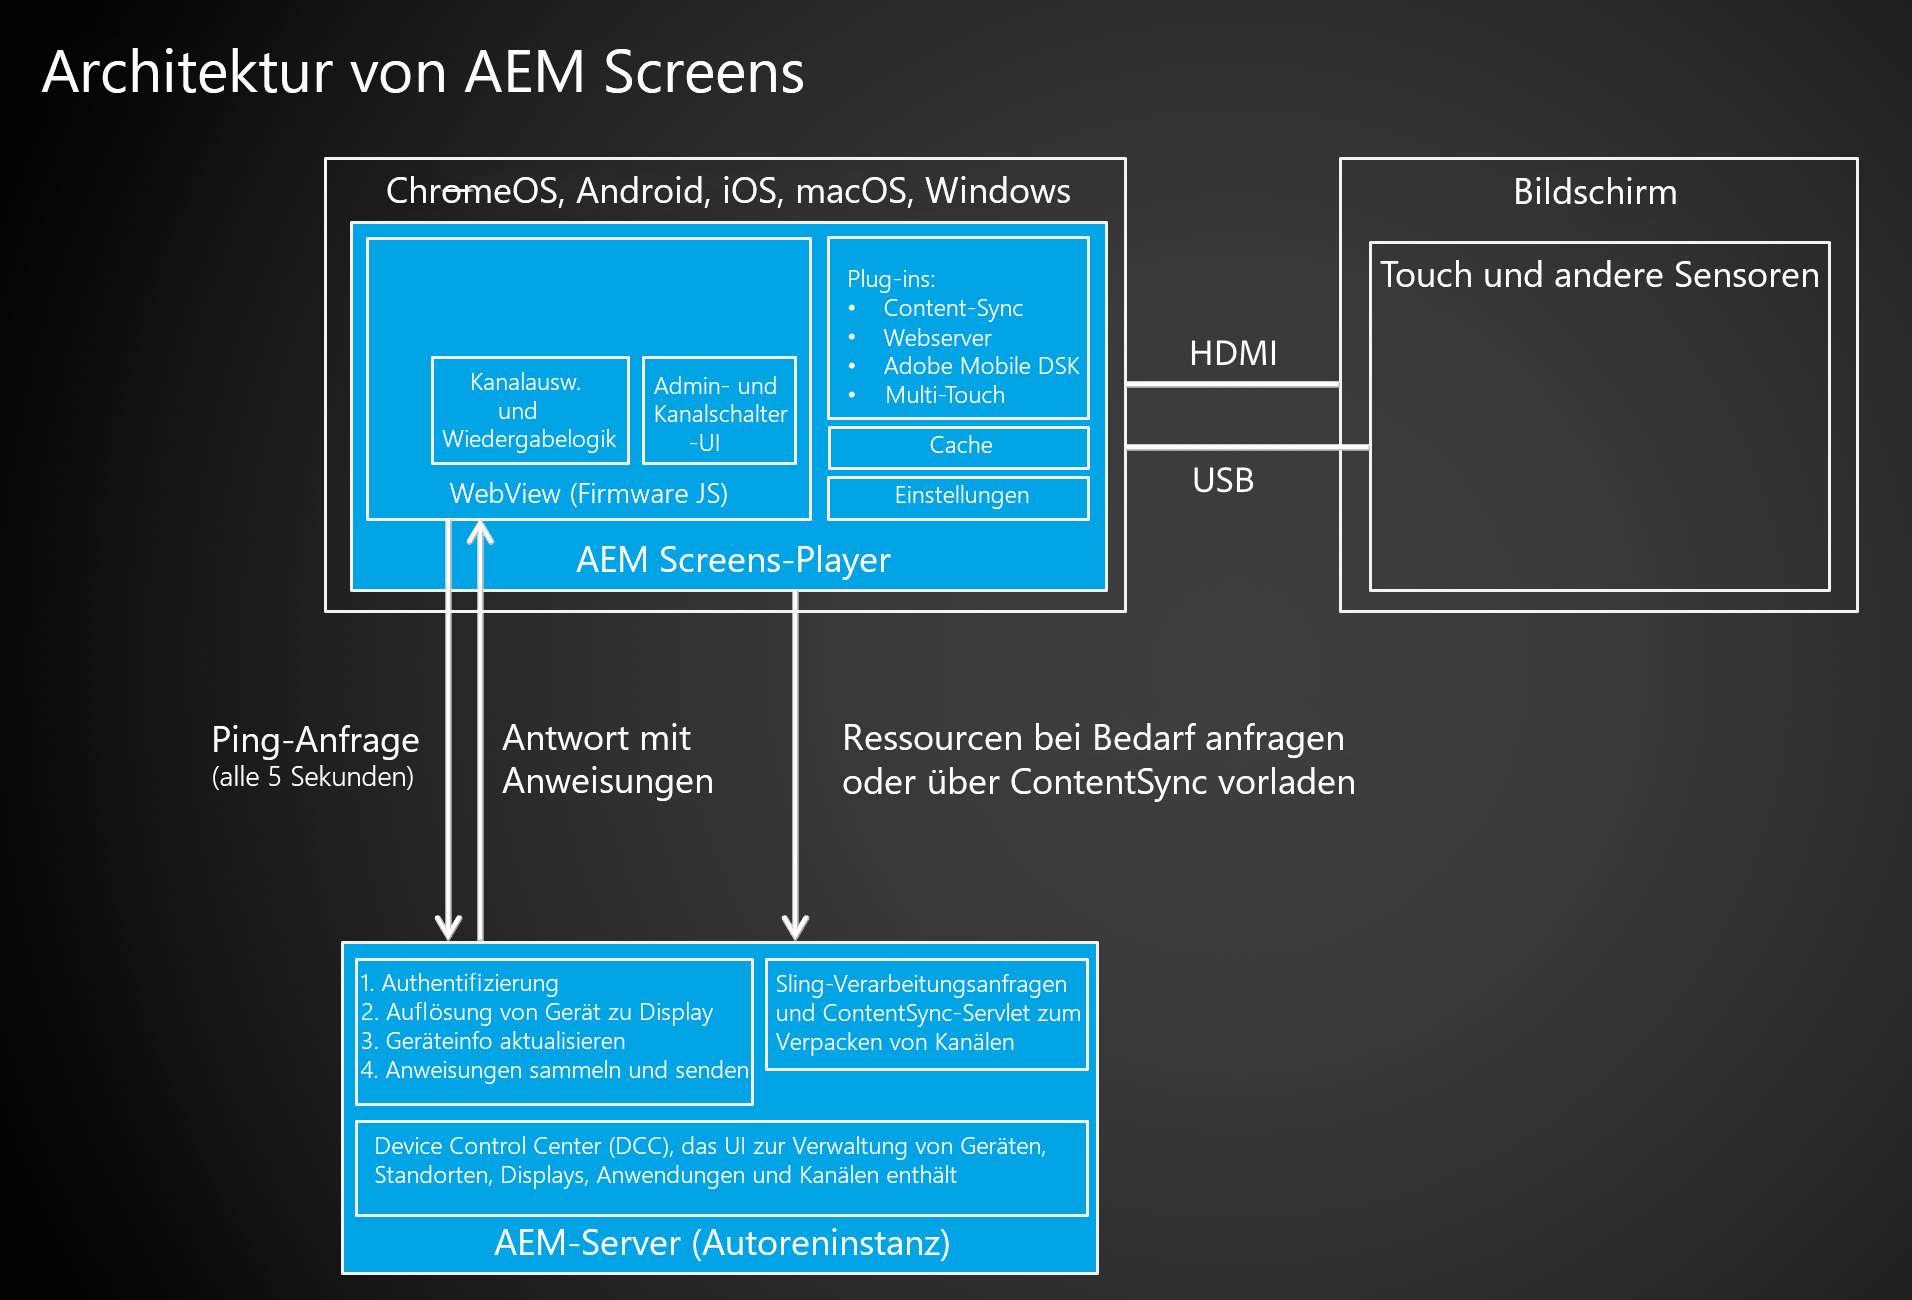 Architektur von AEM Screens
ChromeOS, Android, iOS, macOS, Windows
Kanalausw.
und
Wiedergabelogik
Admin- und
Kanalschalter
-UI
WebView (Firmware JS)
Plug-ins:
• Content-Sync
• Webserver
• Adobe Mobile DSK
• Multi-Touch
Cache
Einstellungen
AEM Screens-Player
HDMI
USB
Bildschirm
Touch und andere Sensoren
Ping-Anfrage
(alle 5 Sekunden)
Antwort mit
Anweisungen
Ressourcen bei Bedarf anfragen
oder über ContentSync vorladen
1. Authentifizierung
2. Auflösung von Gerät zu Display
3. Geräteinfo aktualisieren
4. Anweisungen sammeln und senden
Sling-Verarbeitungsanfragen
und ContentSync-Servlet zum
Verpacken von Kanälen
Device Control Center (DCC), das UI zur Verwaltung von Geräten,
Standorten, Displays, Anwendungen und Kanälen enthält
AEM-Server (Autoreninstanz)